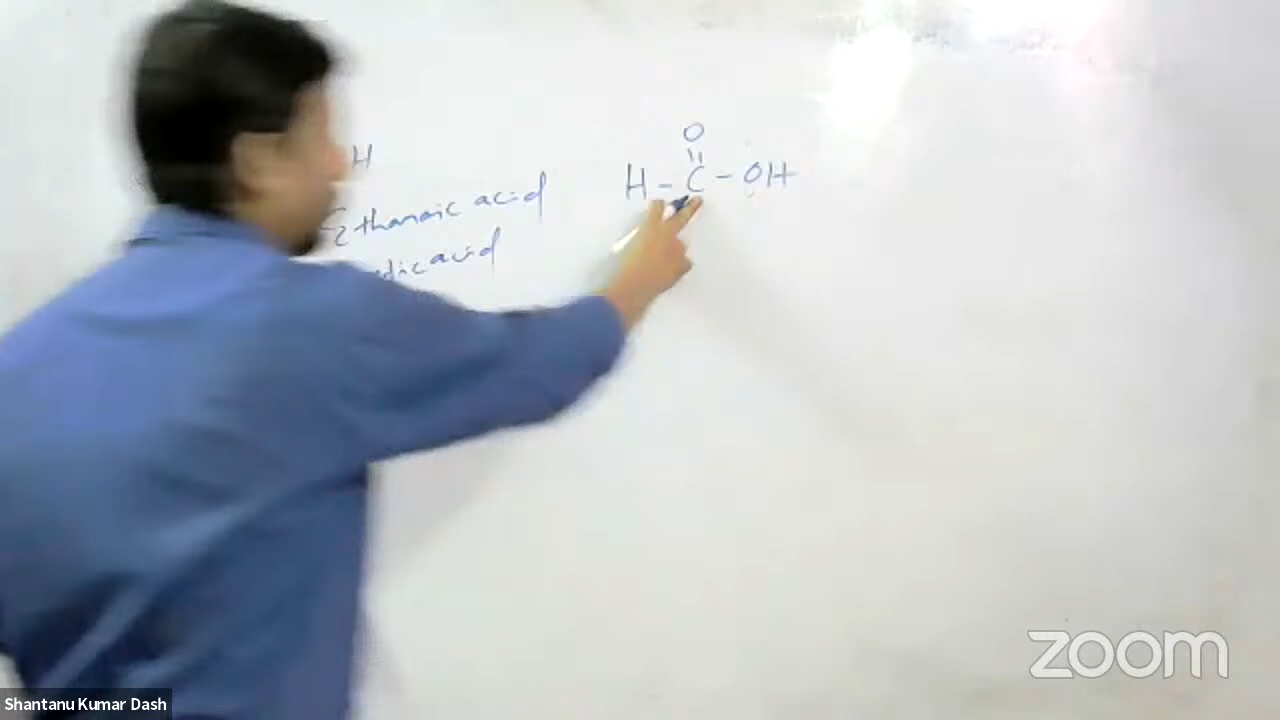 H
Ethanoic acid
acid
O
||
H - C - OH
zoom
Shantanu Kumar Dash